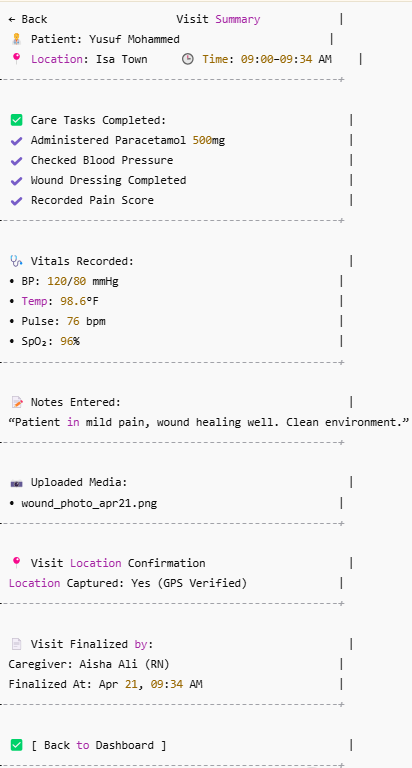 ← Back Visit Summary |
Patient: Yusuf Mohammed |
📍 Location: Isa Town 🕒 Time: 09:00–09:34 AM |
---------------------------------------------------+
✅ Care Tasks Completed: |
✔ Administered Paracetamol 500mg |
✔ Checked Blood Pressure |
✔ Wound Dressing Completed |
✔ Recorded Pain Score |
---------------------------------------------------+
🩺 Vitals Recorded: |
• BP: 120/80 mmHg |
• Temp: 98.6°F |
• Pulse: 76 bpm |
• SpO₂: 96% |
---------------------------------------------------+
📝 Notes Entered: |
“Patient in mild pain, wound healing well. Clean environment.”
---------------------------------------------------+
📷 Uploaded Media: |
• wound_photo_apr21.png |
---------------------------------------------------+
📍 Visit Location Confirmation |
Location Captured: Yes (GPS Verified) |
---------------------------------------------------+
📄 Visit Finalized by: |
Caregiver: Aisha Ali (RN) |
Finalized At: Apr 21, 09:34 AM |
---------------------------------------------------+
✅ [ Back to Dashboard ] |
---------------------------------------------------+